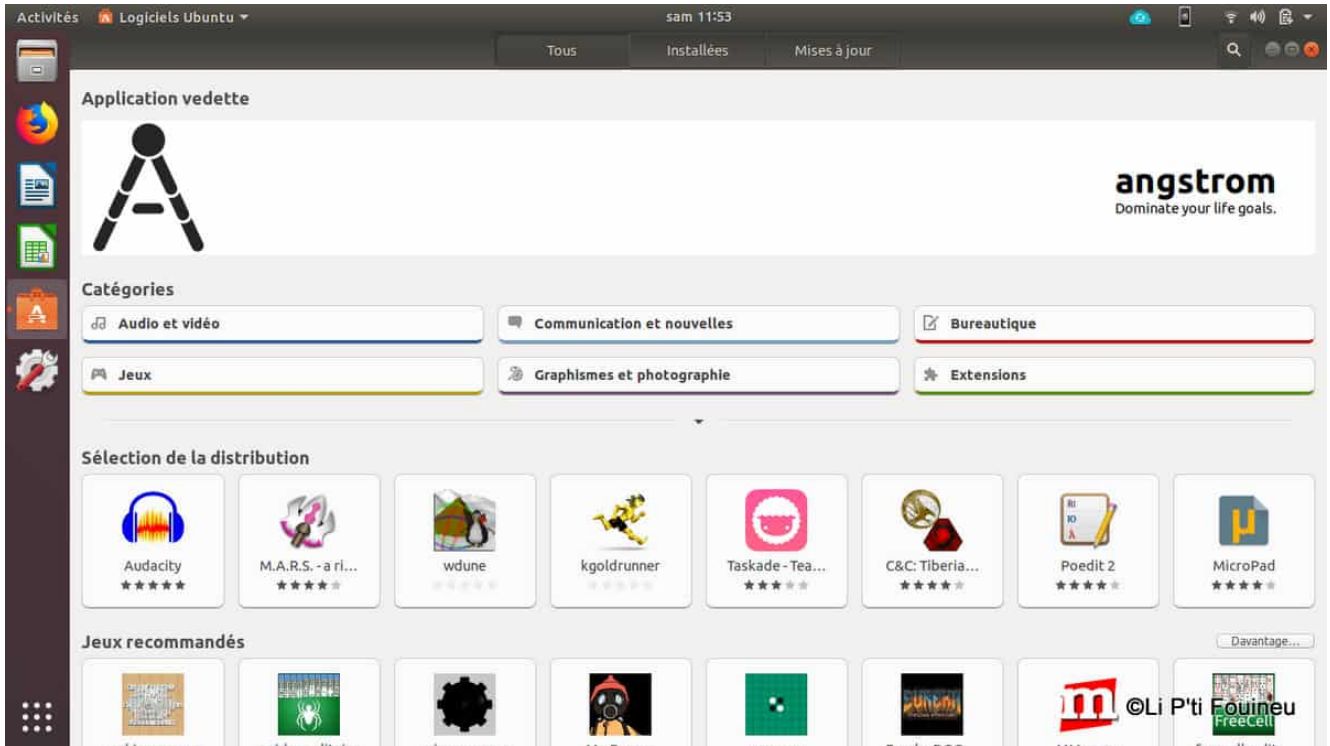 Activités Logiciels Ubuntu sam 11:53
Tous Installées Mises à jour
Application vedette
angstrom
Dominate your life goals.
Catégories
Audio et vidéo Communication et nouvelles Bureautique
Jeux Graphismes et photographie Extensions
Sélection de la distribution
Audacity M.A.R.S. - a ri... wdune kgoldrunner Taskade - Tea... C&C: Tiberia... Poedit 2 MicroPad
Jeux recommandés Davantage...
©Li P'ti Fouineu
FreeCell